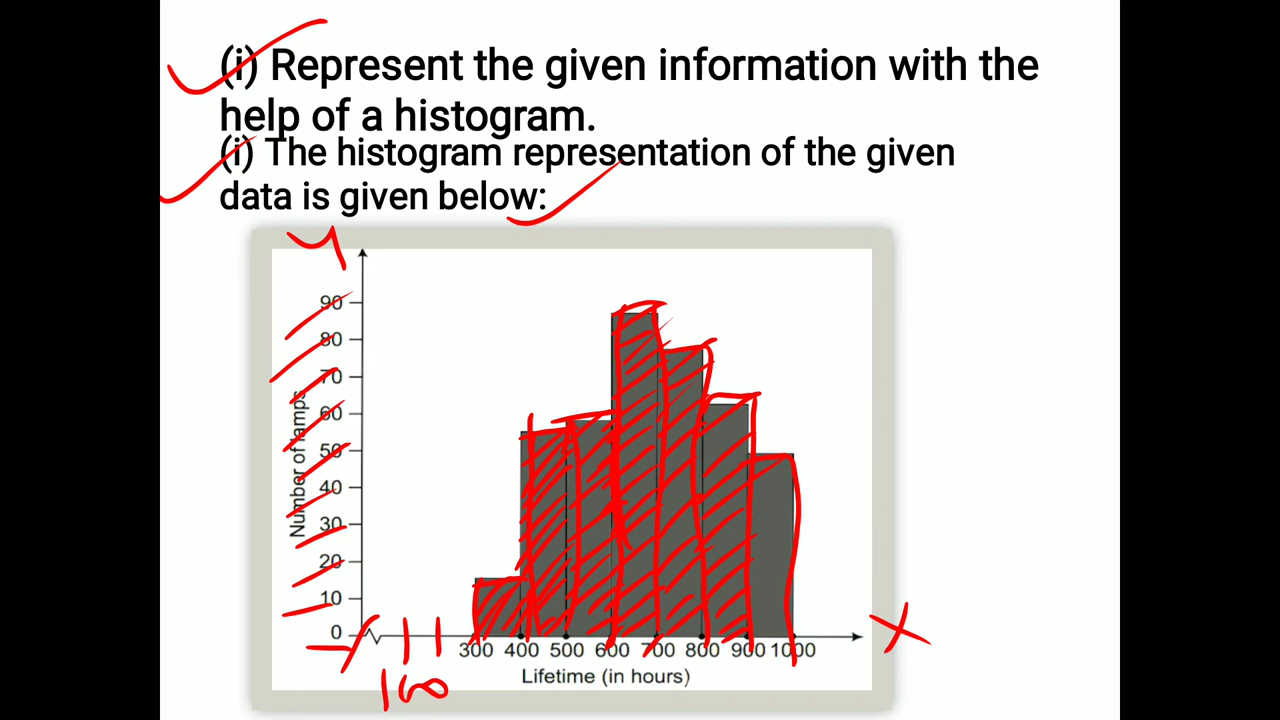 (i) Represent the given information with the
help of a histogram.
(i) The histogram representation of the given
data is given below:
Y
90
80
70
60
50
40
30
20
10
0
Number of lamps
300 400 500 600 700 800 900 1000
X
100
Lifetime (in hours)